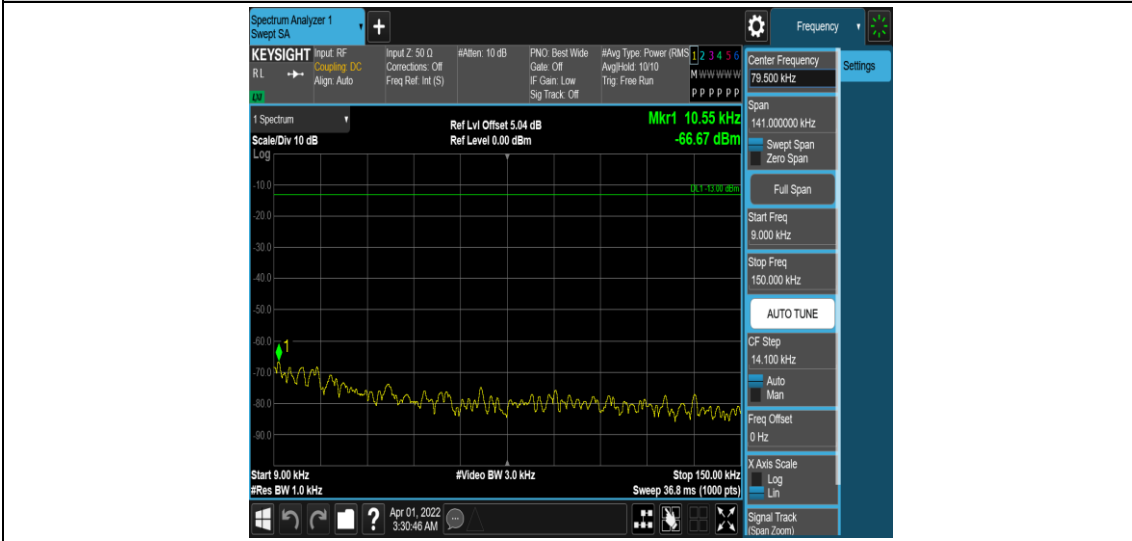 Spectrum Analyzer 1
Swept SA
+
Frequency
KEYSIGHT
RL
Input: RF
Coupling: DC
Align: Auto
Input Z: 50 Ω
Corrections: Off
Freq Ref: Int (S)
#Atten: 10 dB
PNO: Best Wide
Gate: Off
IF Gain: Low
Sig Track: Off
#Avg Type: Power (RMS
Avg|Hold: 10/10
Trig: Free Run
1 2 3 4 5 6
M W W W W W
P P P P P P
1 Spectrum
Scale/Div 10 dB
Log
Ref Lvl Offset 5.04 dB
Ref Level 0.00 dBm
Mkr1 10.55 kHz
-66.67 dBm
DL1 -13.00 dBm
-10.0
-20.0
-30.0
-40.0
-50.0
-60.0
1
-70.0
-80.0
-90.0
Start 9.00 kHz
#Res BW 1.0 kHz
#Video BW 3.0 kHz
Stop 150.00 kHz
Sweep 36.8 ms (1000 pts)
Center Frequency
79.500 kHz
Settings
Span
141.000000 kHz
Swept Span
Zero Span
Full Span
Start Freq
9.000 kHz
Stop Freq
150.000 kHz
AUTO TUNE
CF Step
14.100 kHz
Auto
Man
Freq Offset
0 Hz
X Axis Scale
Log
Lin
Signal Track
(Span Zoom)
?
Apr 01, 2022
3:30:46 AM